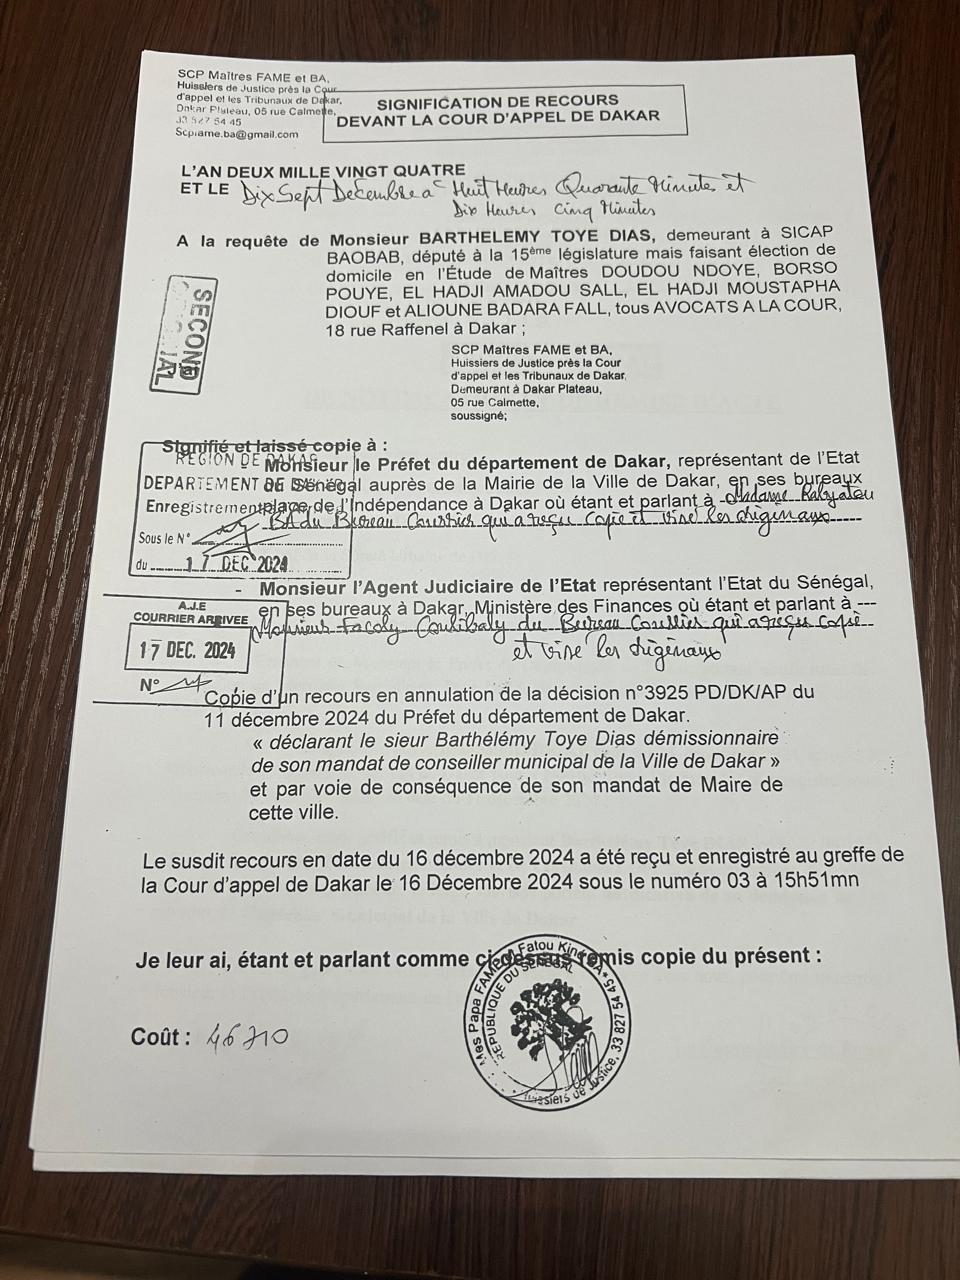 SCP Maîtres FAME et BA,
Huissiers de Justice près la Cour
d'appel et les Tribunaux de Dakar,
Dakar Plateau, 05 rue Calmette,
33 827 54 45
Scpfame.ba@gmail.com
SIGNIFICATION DE RECOURS
DEVANT LA COUR D'APPEL DE DAKAR
L'AN DEUX MILLE VINGT QUATRE
ET LE Dix Sept Decembre à Huit Heures Quarante Minutes et
Dix Heures Cinq Minutes
A la requête de Monsieur BARTHELEMY TOYE DIAS, demeurant à SICAP
BAOBAB, député à la 15ème législature mais faisant élection de
domicile en l'Étude de Maîtres DOUDOU NDOYE, BORSO
POUYE, EL HADJI AMADOU SALL, EL HADJI MOUSTAPHA
DIOUF et ALIOUNE BADARA FALL, tous AVOCATS A LA COUR,
18 rue Raffenel à Dakar ;
SECOND
SCP Maîtres FAME et BA,
Huissiers de Justice près la Cour
d'appel et les Tribunaux de Dakar,
Demeurant à Dakar Plateau,
05 rue Calmette,
soussigné;
Signifié et laissé copie à :
REGION DE DAKAR
Monsieur le Préfet du département de Dakar, représentant de l'Etat
DEPARTEMENT DE DAKAR
du Sénégal auprès de la Mairie de la Ville de Dakar, en ses bureaux
Enregistrement
place de l'Indépendance à Dakar où étant et parlant à Madame
BA du Bureau Courrier qui a reçu copie et visé les originaux
Sous le N°
du 17 DEC 2024
- Monsieur l'Agent Judiciaire de l'Etat représentant l'Etat du Sénégal,
en ses bureaux à Dakar, Ministère des Finances où étant et parlant à ---
A.J.E
COURRIER ARRIVEE
17 DEC. 2024
N°
Monsieur Facoly Coulibaly du Bureau Courrier qui a reçu copie
et visé les originaux
Copie d'un recours en annulation de la décision n°3925 PD/DK/AP du
11 décembre 2024 du Préfet du département de Dakar.
« déclarant le sieur Barthélémy Toye Dias démissionnaire
de son mandat de conseiller municipal de la Ville de Dakar »
et par voie de conséquence de son mandat de Maire de
cette ville.
Le susdit recours en date du 16 décembre 2024 a été reçu et enregistré au greffe de
la Cour d'appel de Dakar le 16 Décembre 2024 sous le numéro 03 à 15h51mn
Je leur ai, étant et parlant comme ci-dessus remis copie du présent :
Coût : 46 710
Mes Papa FAME et Fatou Kiné BA * 33 827 54 45 * Huissiers de Justice
REPUBLIQUE DU SENEGAL